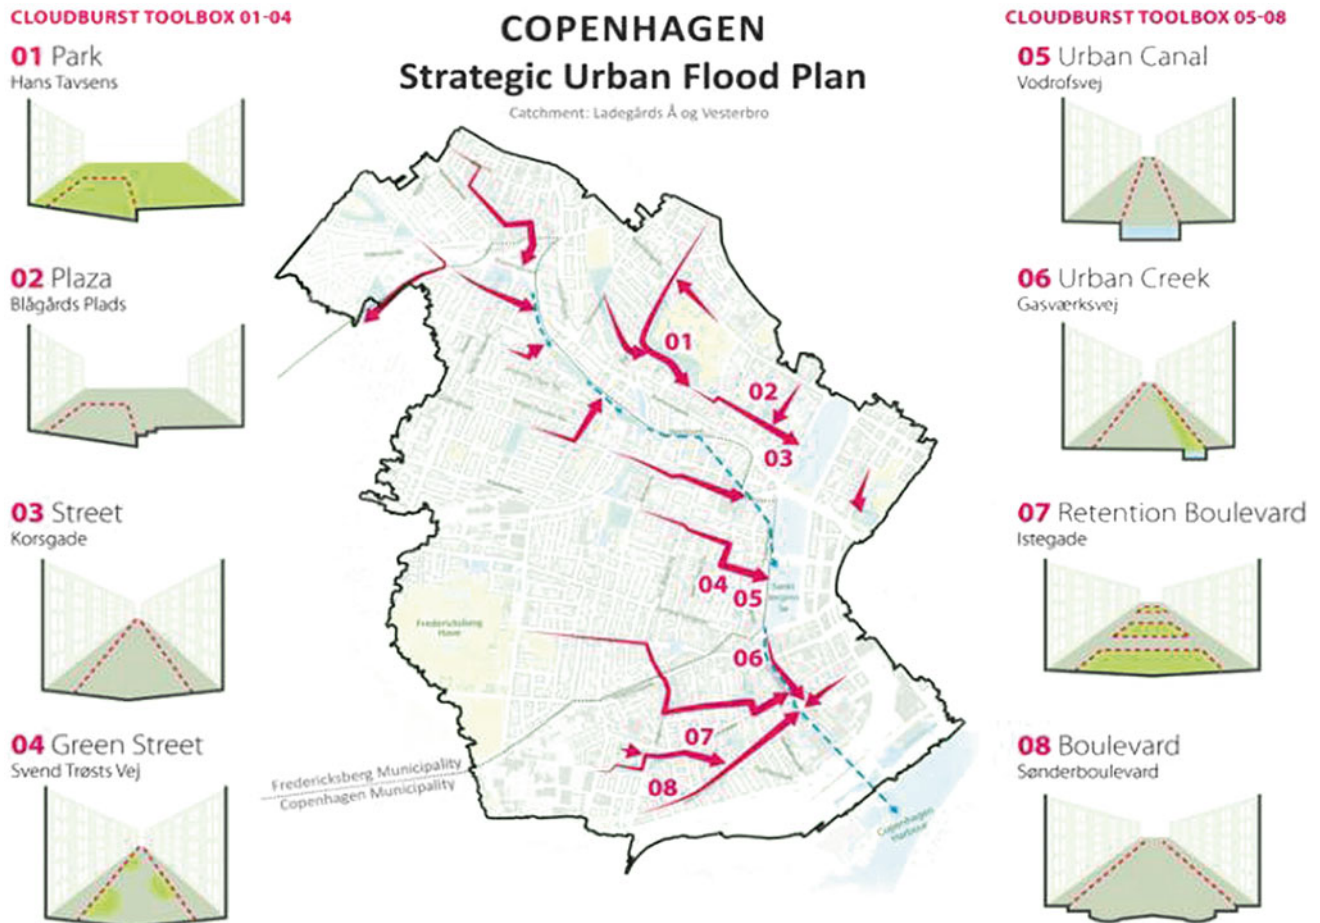 CLOUDBURST TOOLBOX 01-04
01 Park
Hans Tavsens
02 Plaza
Blågårds Plads
03 Street
Korsgade
04 Green Street
Svend Trøsts Vej
COPENHAGEN
Strategic Urban Flood Plan
Catchment: Ladegårds Å og Vesterbro
01
02
03
04
05
06
07
08
Fredericksberg
Have
Fredericksberg Municipality
Copenhagen Municipality
Copenhagen
Harbour
CLOUDBURST TOOLBOX 05-08
05 Urban Canal
Vodrofsvej
06 Urban Creek
Gasværksvej
07 Retention Boulevard
Istegade
08 Boulevard
Sønderboulevard